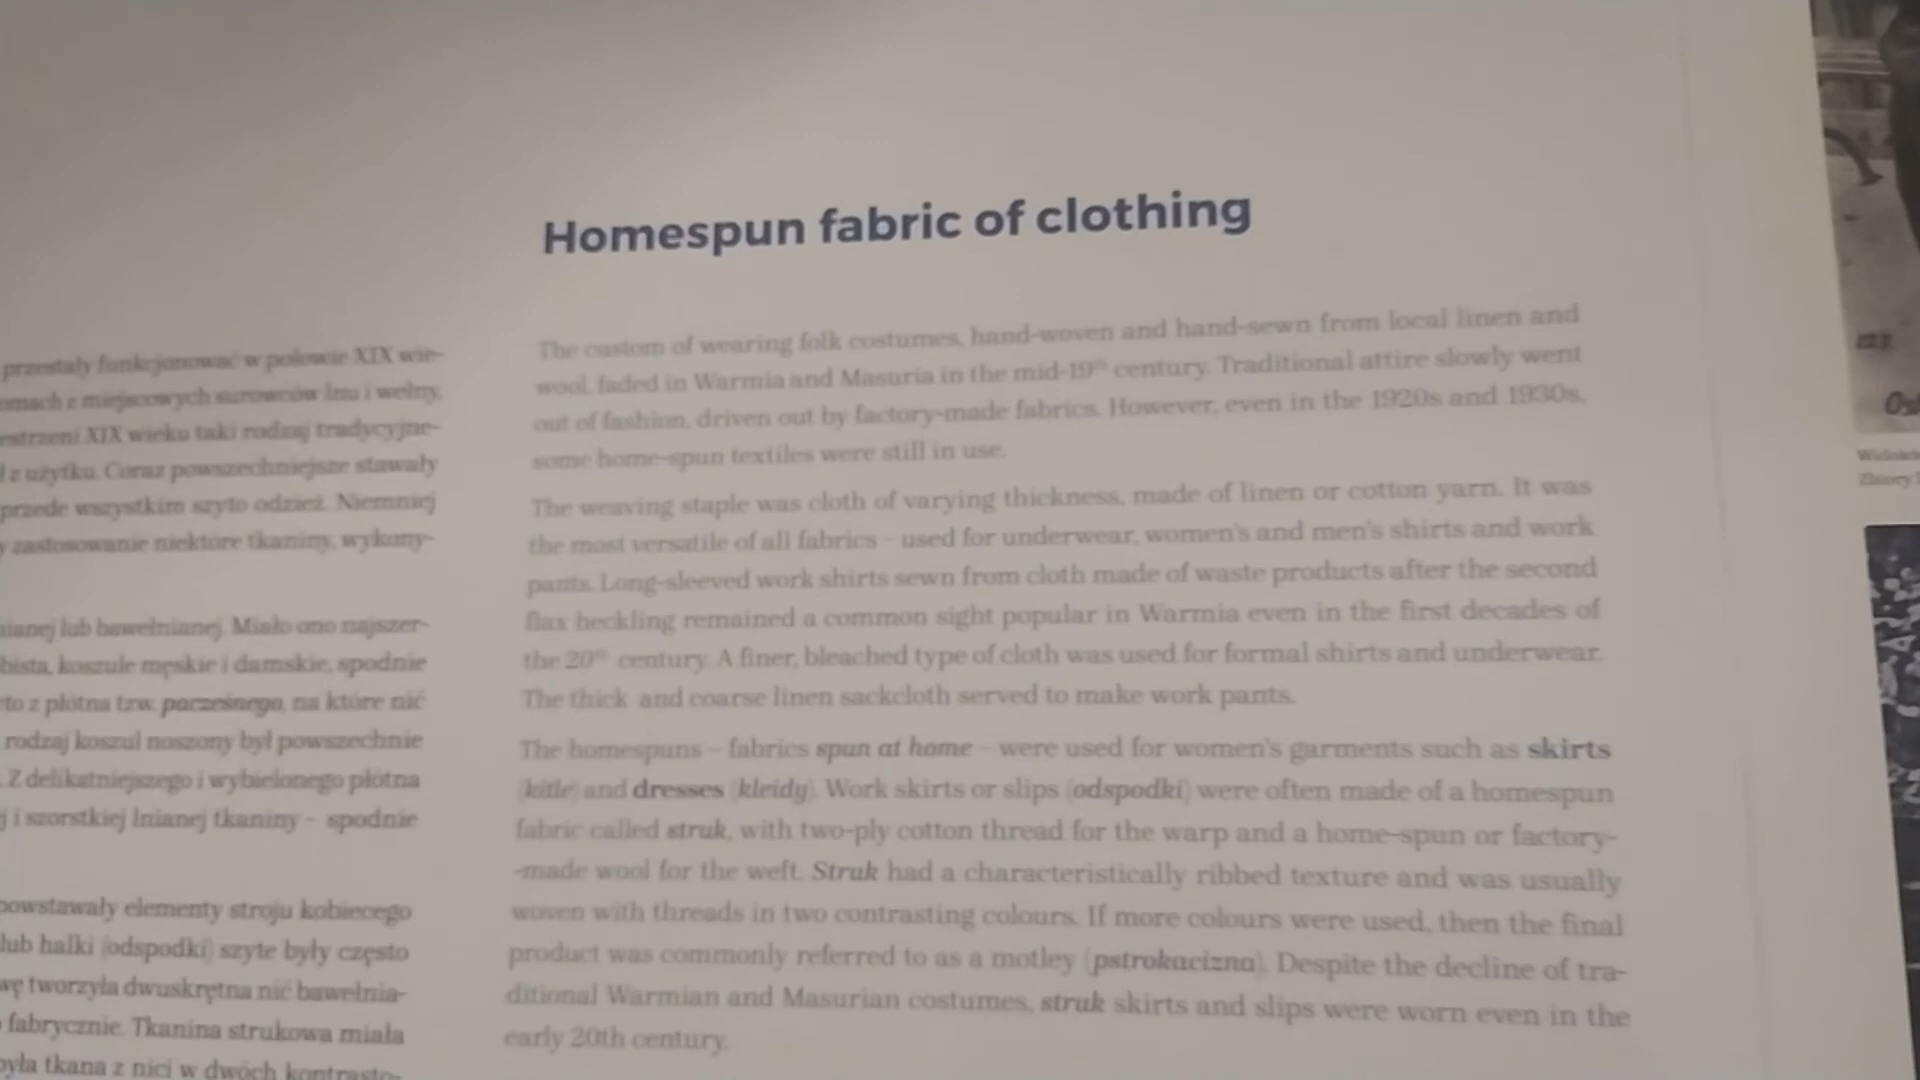 przestały funkcjonować w połowie XIX wie-
z miejscowych surowców lnu i wełny,
XIX wieku taki rodzaj tradycyjne-
z użytku. Coraz powszechniejsze stawały
przede wszystkim szyto odzież. Niemniej
zastosowanie niektóre tkaniny, wykony-
lub bawełnianej. Miało ono najszer-
koszule męskie i damskie, spodnie
z płótna tzw. paczesnego, na które nić
rodzaj koszul noszony był powszechnie
Z delikatniejszego i wybielonego płótna
i szorstkiej lnianej tkaniny – spodnie
powstawały elementy stroju kobiecego
lub halki (odspodki) szyte były często
tworzyła dwuskrętna nić bawełnia-
fabrycznie. Tkanina strukowa miała
była tkana z nici w dwóch kontrasto-
Homespun fabric of clothing
The custom of wearing folk costumes, hand-woven and hand-sewn from local linen and
wool, faded in Warmia and Masuria in the mid-19th century. Traditional attire slowly went
out of fashion, driven out by factory-made fabrics. However, even in the 1920s and 1930s,
some home-spun textiles were still in use.
The weaving staple was cloth of varying thickness, made of linen or cotton yarn. It was
the most versatile of all fabrics – used for underwear, women's and men's shirts and work
pants. Long-sleeved work shirts sewn from cloth made of waste products after the second
flax heckling remained a common sight popular in Warmia even in the first decades of
the 20th century. A finer, bleached type of cloth was used for formal shirts and underwear.
The thick and coarse linen sackcloth served to make work pants.
The homespuns – fabrics spun at home – were used for women's garments such as skirts
(kitle) and dresses (kleidy). Work skirts or slips (odspodki) were often made of a homespun
fabric called struk, with two-ply cotton thread for the warp and a home-spun or factory-
-made wool for the weft. Struk had a characteristically ribbed texture and was usually
woven with threads in two contrasting colours. If more colours were used, then the final
product was commonly referred to as a motley (pstrokacizna). Despite the decline of tra-
ditional Warmian and Masurian costumes, struk skirts and slips were worn even in the
early 20th century.